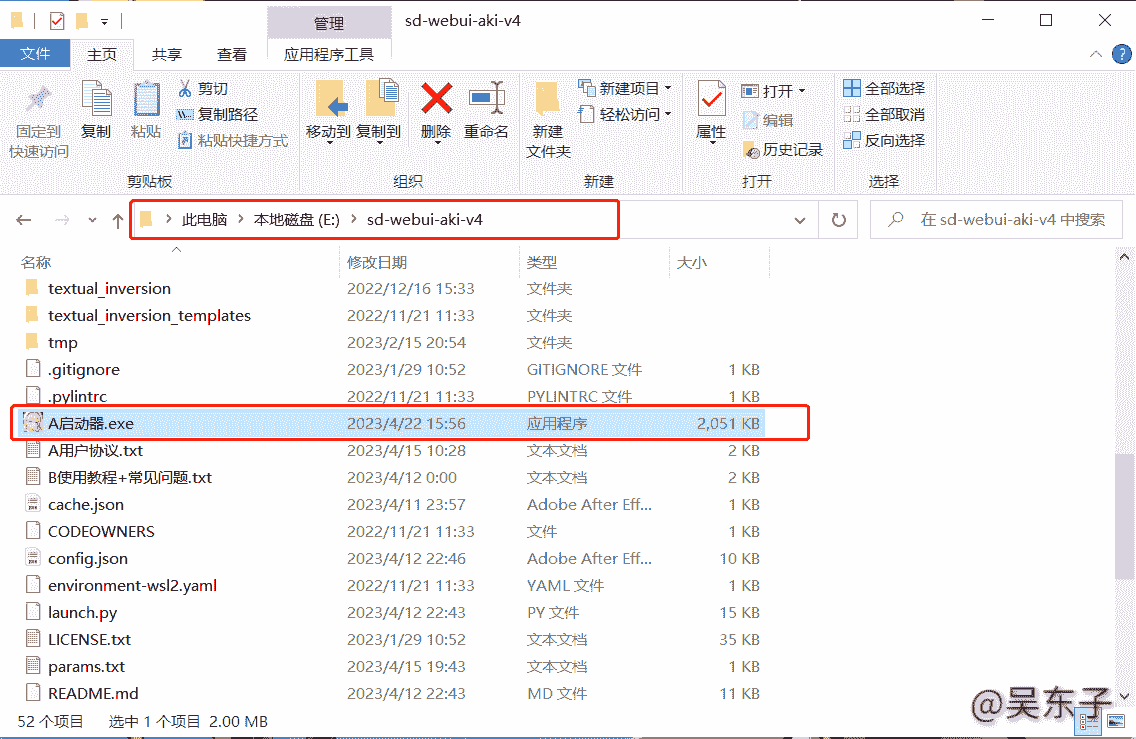 管理
sd-webui-aki-v4
文件 主页 共享 查看 应用程序工具
固定到
快速访问
复制
粘贴
剪切
复制路径
粘贴快捷方式
剪贴板
移动到 复制到 删除 重命名
组织
新建
文件夹
新建项目
轻松访问
新建
属性
打开
编辑
历史记录
打开
全部选择
全部取消
反向选择
选择
此电脑 > 本地磁盘 (E:) > sd-webui-aki-v4
在 sd-webui-aki-v4 中搜索
名称 修改日期 类型 大小
textual_inversion 2022/12/16 15:33 文件夹
textual_inversion_templates 2022/11/21 11:33 文件夹
tmp 2023/2/15 20:54 文件夹
.gitignore 2023/1/29 10:52 GITIGNORE 文件 1 KB
.pylintrc 2022/11/21 11:33 PYLINTRC 文件 1 KB
A启动器.exe 2023/4/22 15:56 应用程序 2,051 KB
A用户协议.txt 2023/4/15 10:28 文本文档 2 KB
B使用教程+常见问题.txt 2023/4/12 0:00 文本文档 2 KB
cache.json 2023/4/11 23:57 Adobe After Eff... 1 KB
CODEOWNERS 2022/11/21 11:33 文件 1 KB
config.json 2023/4/12 22:46 Adobe After Eff... 10 KB
environment-wsl2.yaml 2022/11/21 11:33 YAML 文件 1 KB
launch.py 2023/4/12 22:43 PY 文件 15 KB
LICENSE.txt 2023/1/29 10:52 文本文档 35 KB
params.txt 2023/4/15 19:43 文本文档 1 KB
README.md 2023/4/12 22:43 MD 文件 11 KB
52 个项目 选中 1 个项目 2.00 MB
@吴东子